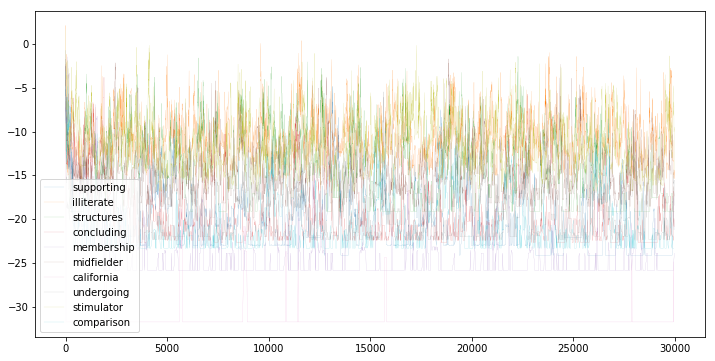 0
−5
−10
−15
−20
−25
−30
supporting
illiterate
structures
concluding
membership
midfielder
california
undergoing
stimulator
comparison
0 5000 10000 15000 20000 25000 30000